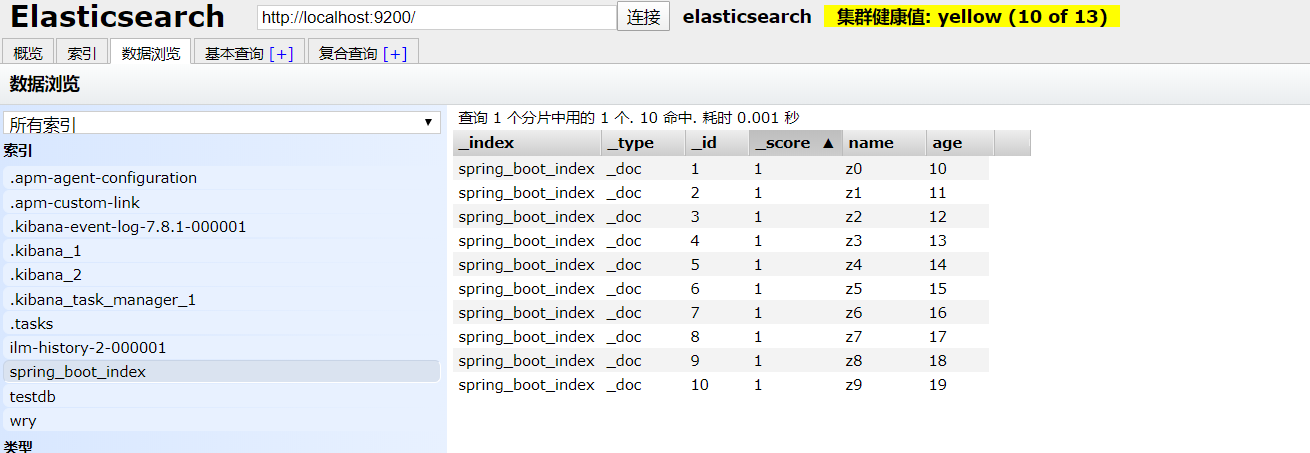 Elasticsearch http://localhost:9200/ 连接 elasticsearch 集群健康值: yellow (10 of 13)
概览 索引 数据浏览 基本查询 [+] 复合查询 [+]
数据浏览
所有索引 ▼
索引
.apm-agent-configuration
.apm-custom-link
.kibana-event-log-7.8.1-000001
.kibana_1
.kibana_2
.kibana_task_manager_1
.tasks
ilm-history-2-000001
spring_boot_index
testdb
wry
类型
查询 1 个分片中用的 1 个. 10 命中. 耗时 0.001 秒
_index _type _id _score ▲ name age
spring_boot_index _doc 1 1 z0 10
spring_boot_index _doc 2 1 z1 11
spring_boot_index _doc 3 1 z2 12
spring_boot_index _doc 4 1 z3 13
spring_boot_index _doc 5 1 z4 14
spring_boot_index _doc 6 1 z5 15
spring_boot_index _doc 7 1 z6 16
spring_boot_index _doc 8 1 z7 17
spring_boot_index _doc 9 1 z8 18
spring_boot_index _doc 10 1 z9 19